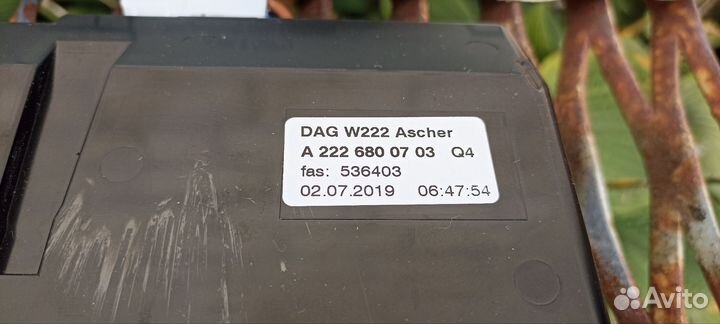 DAG W222 Ascher
A 222 680 07 03 Q4
fas: 536403
02.07.2019 06:47:54
Avito